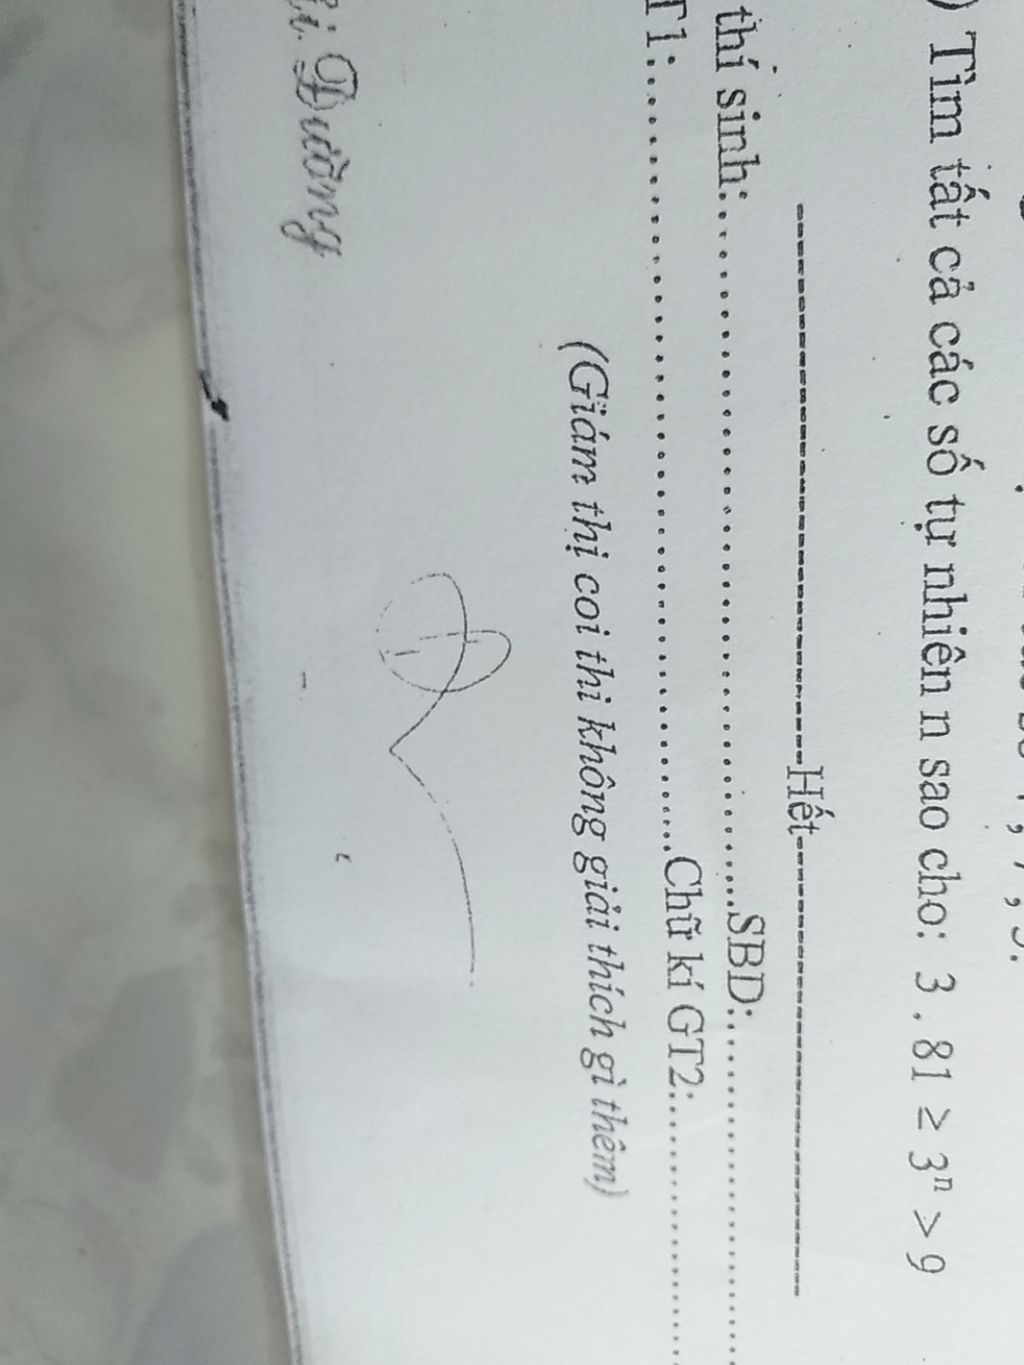 ) Tìm tất cả các số tự nhiên n sao cho: 3 . 81 ≥ 3ⁿ > 9
--------------------Hết--------------------
thí sinh:........................................SBD:....................
T1:........................................Chữ kí GT2:....................
(Giám thị coi thi không giải thích gì thêm)
Đường